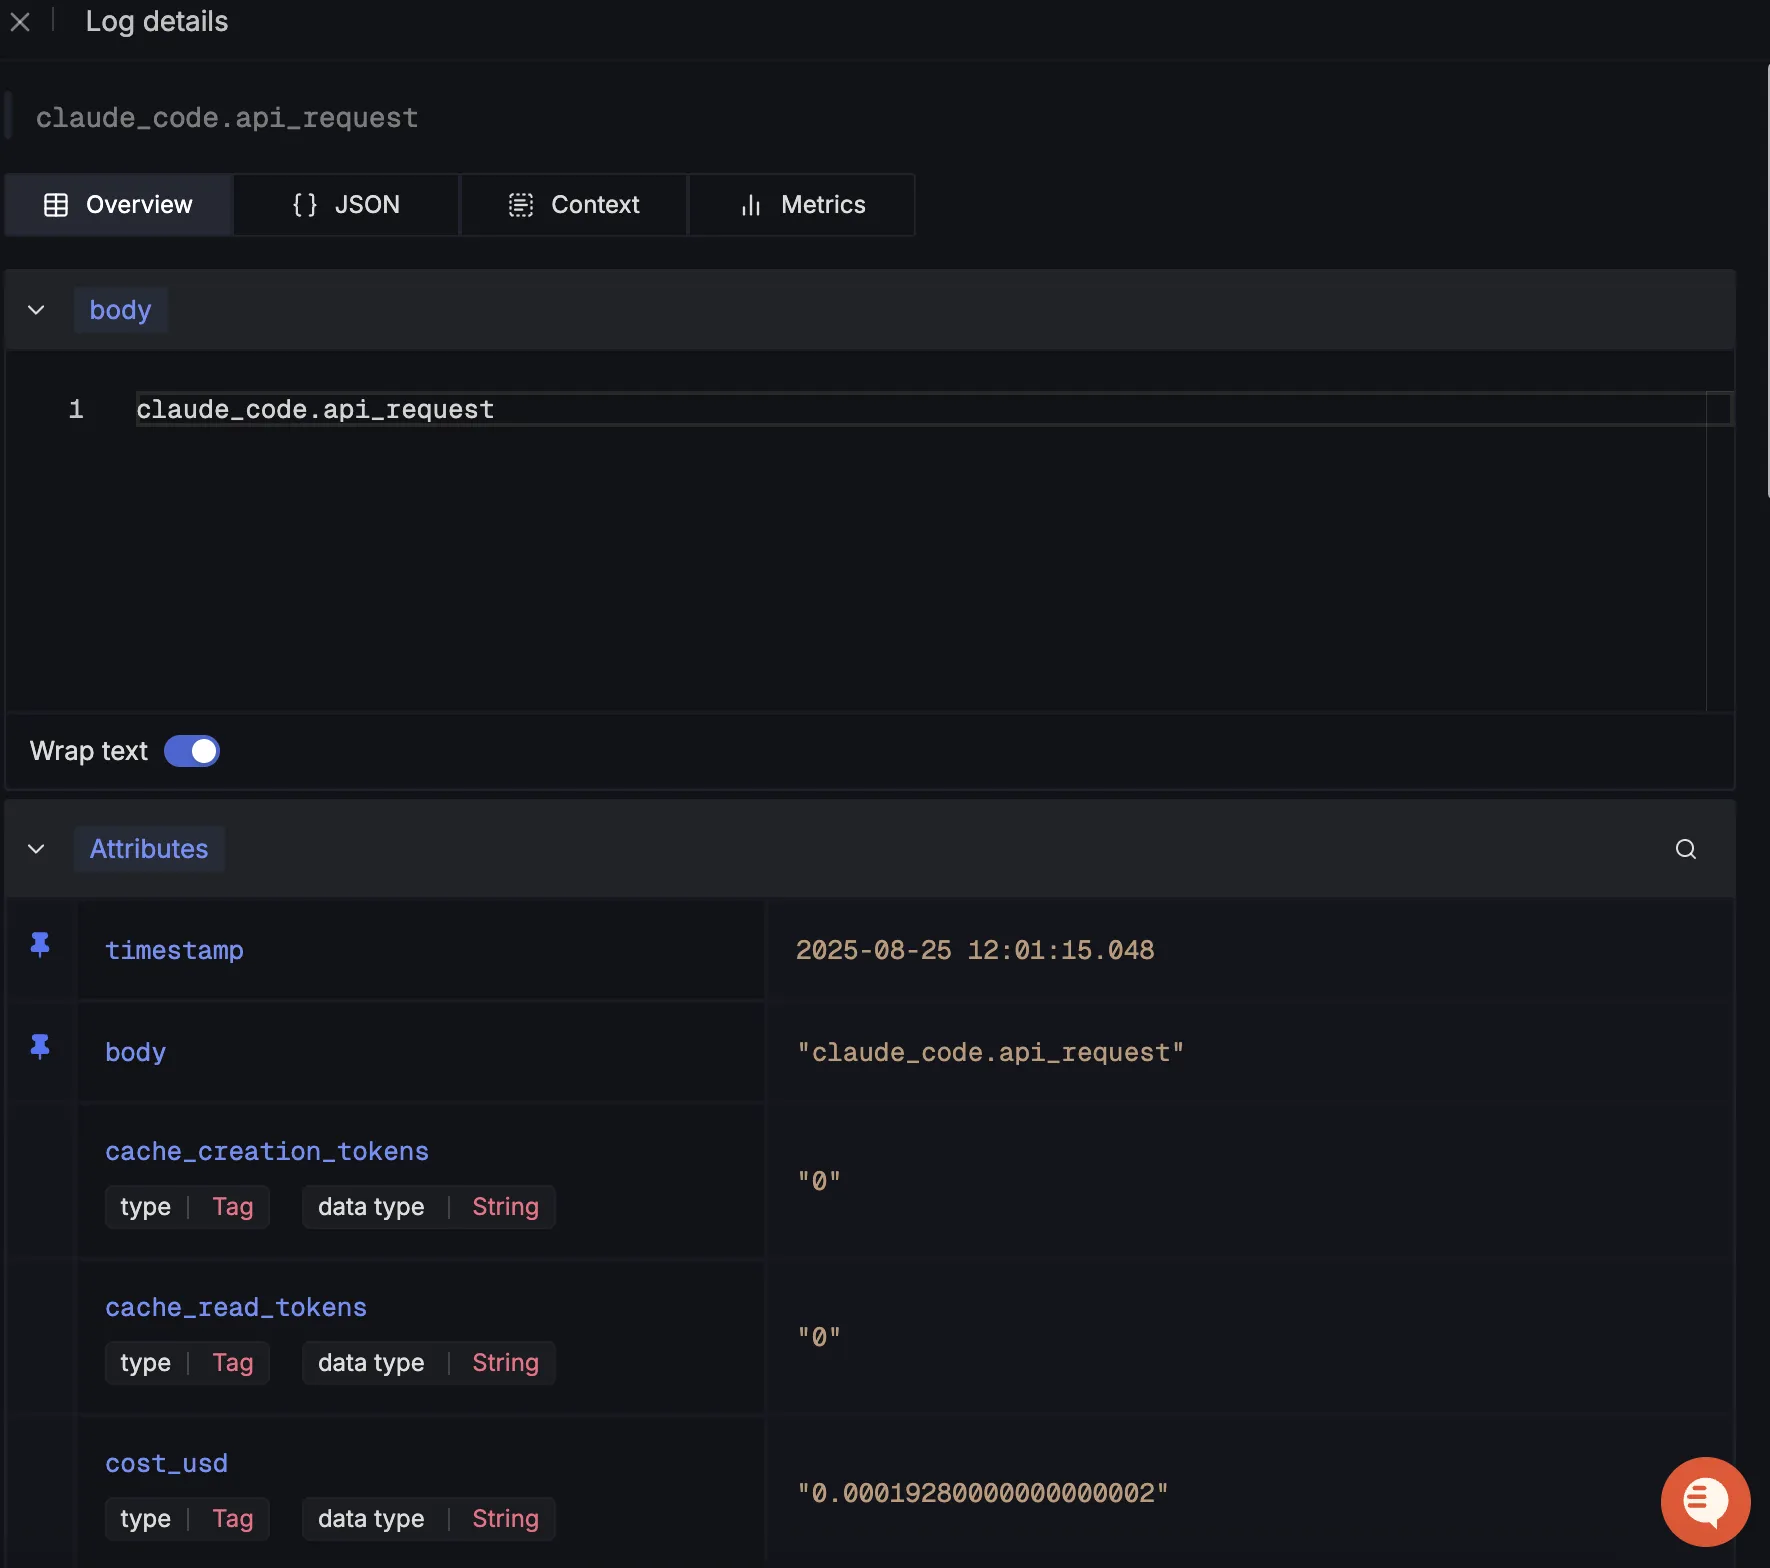 Log details
claude_code.api_request
Overview
{} JSON
Context
Metrics
body
1 claude_code.api_request
Wrap text
Attributes
timestamp 2025-08-25 12:01:15.048
body "claude_code.api_request"
cache_creation_tokens
type | Tag data type | String
"0"
cache_read_tokens
type | Tag data type | String
"0"
cost_usd
type | Tag data type | String
"0.00019280000000000002"